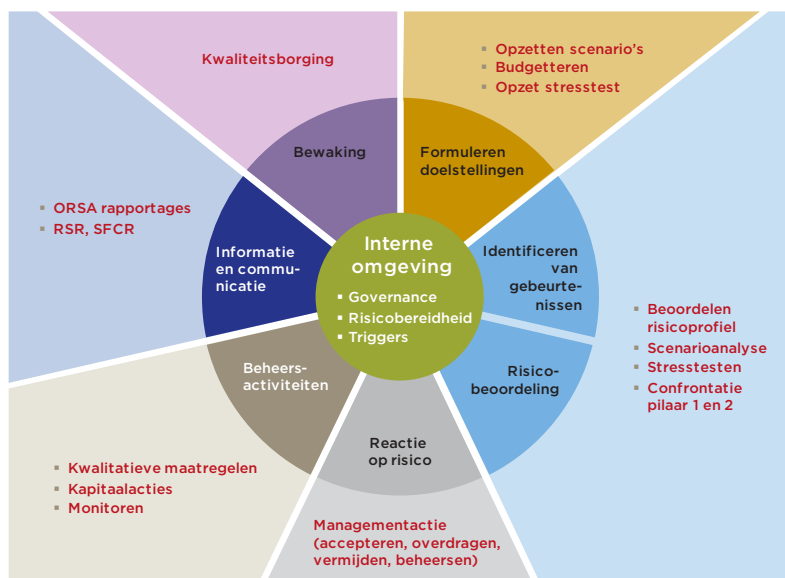 Kwaliteitsborging
▪ Opzetten scenario's
▪ Budgetteren
▪ Opzet stresstest
Bewaking
Formuleren
doelstellingen
▪ ORSA rapportages
▪ RSR, SFCR
Informatie
en commu-
nicatie
Interne
omgeving
▪ Governance
▪ Risicobereidheid
▪ Triggers
Identificeren
van
gebeurte-
nissen
▪ Beoordelen
risicoprofiel
▪ Scenarioanalyse
▪ Stresstesten
▪ Confrontatie
pilaar 1 en 2
Beheers-
activiteiten
Risico-
beoordeling
Reactie
op risico
▪ Kwalitatieve maatregelen
▪ Kapitaalacties
▪ Monitoren
Managementactie
(accepteren, overdragen,
vermijden, beheersen)